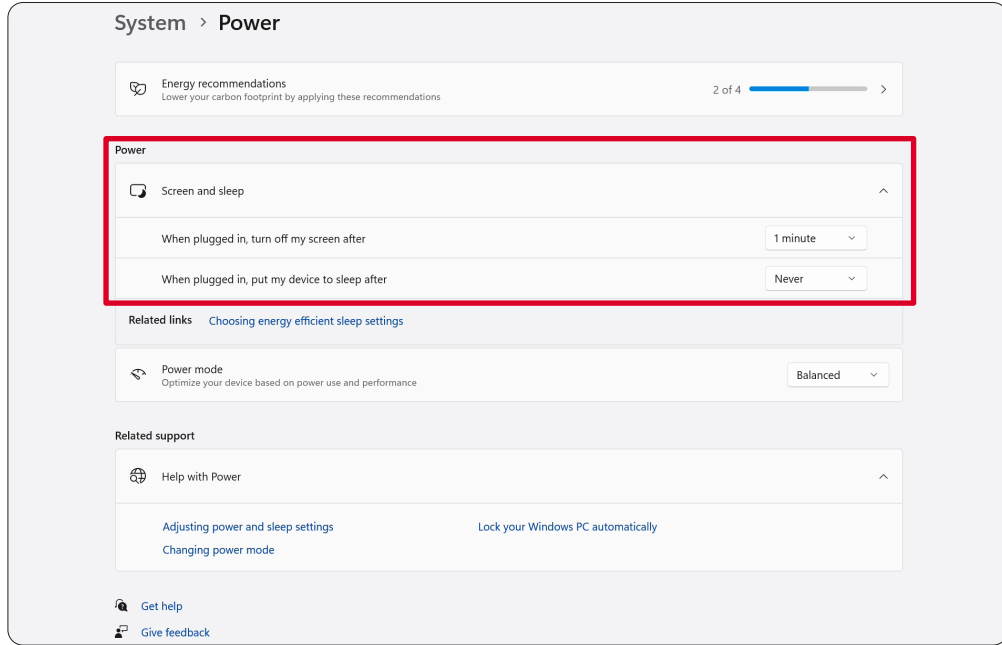 System > Power
Energy recommendations
Lower your carbon footprint by applying these recommendations
2 of 4
Power
Screen and sleep
When plugged in, turn off my screen after
1 minute
When plugged in, put my device to sleep after
Never
Related links Choosing energy efficient sleep settings
Power mode
Optimize your device based on power use and performance
Balanced
Related support
Help with Power
Adjusting power and sleep settings
Lock your Windows PC automatically
Changing power mode
Get help
Give feedback